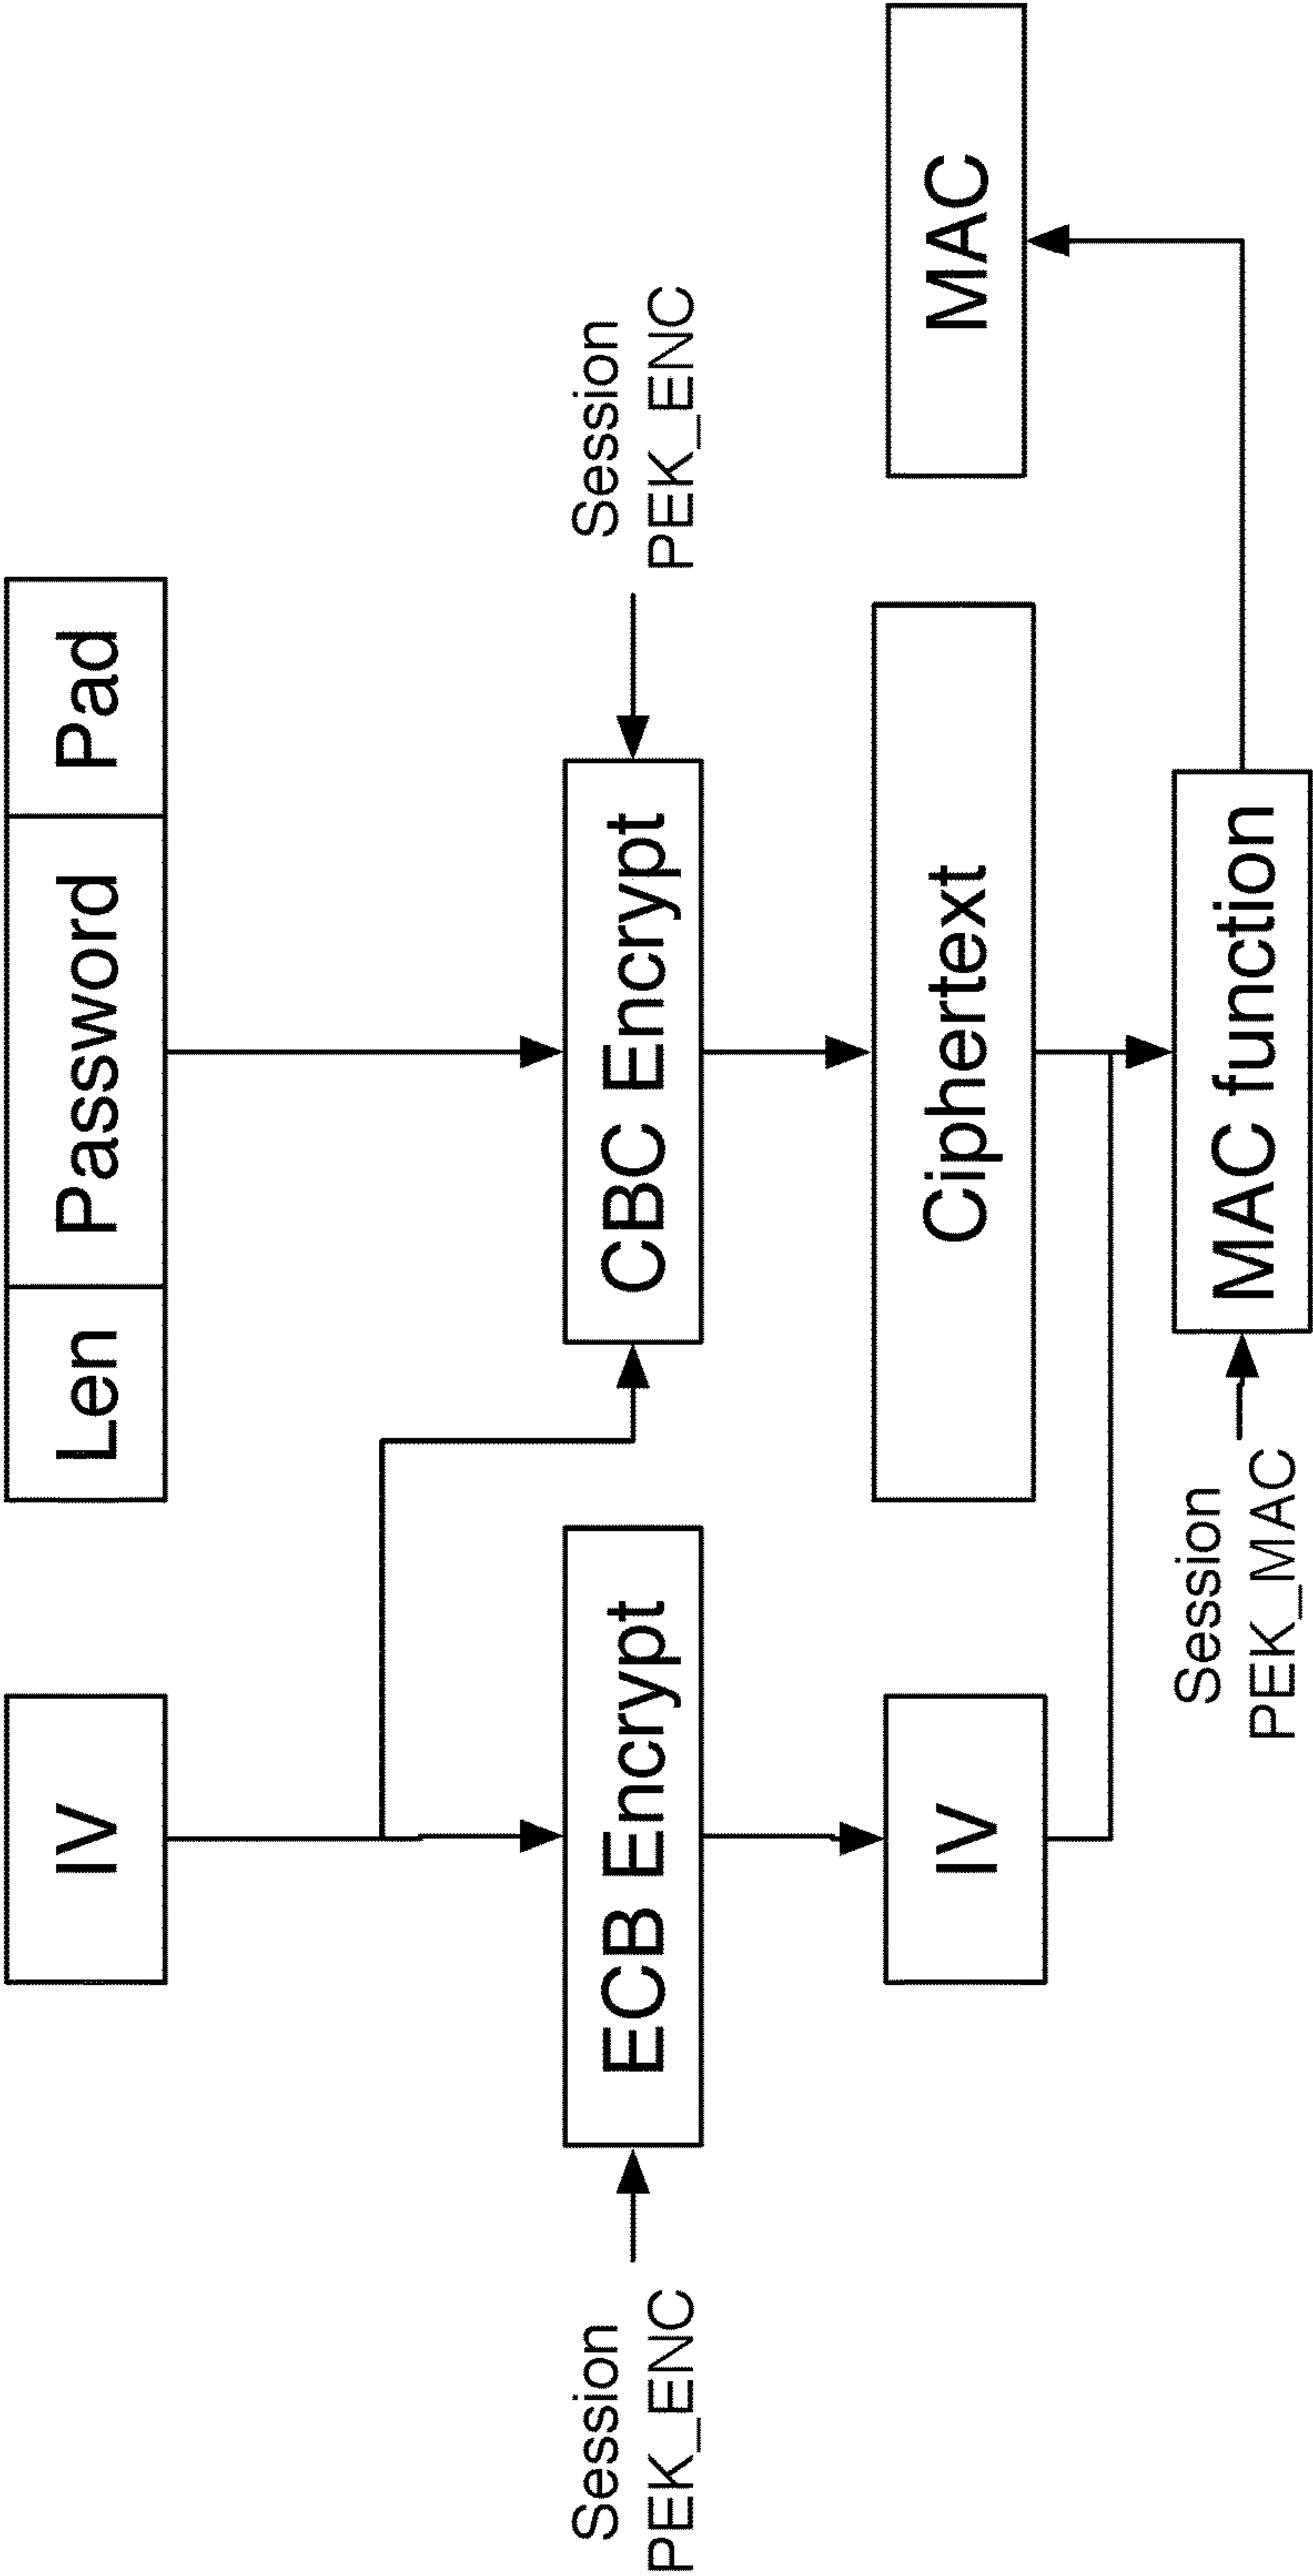 IV
Len
Password
Pad
Session
PEK_ENC
ECB Encrypt
CBC Encrypt
Session
PEK_ENC
IV
Ciphertext
MAC
Session
PEK_MAC
MAC function